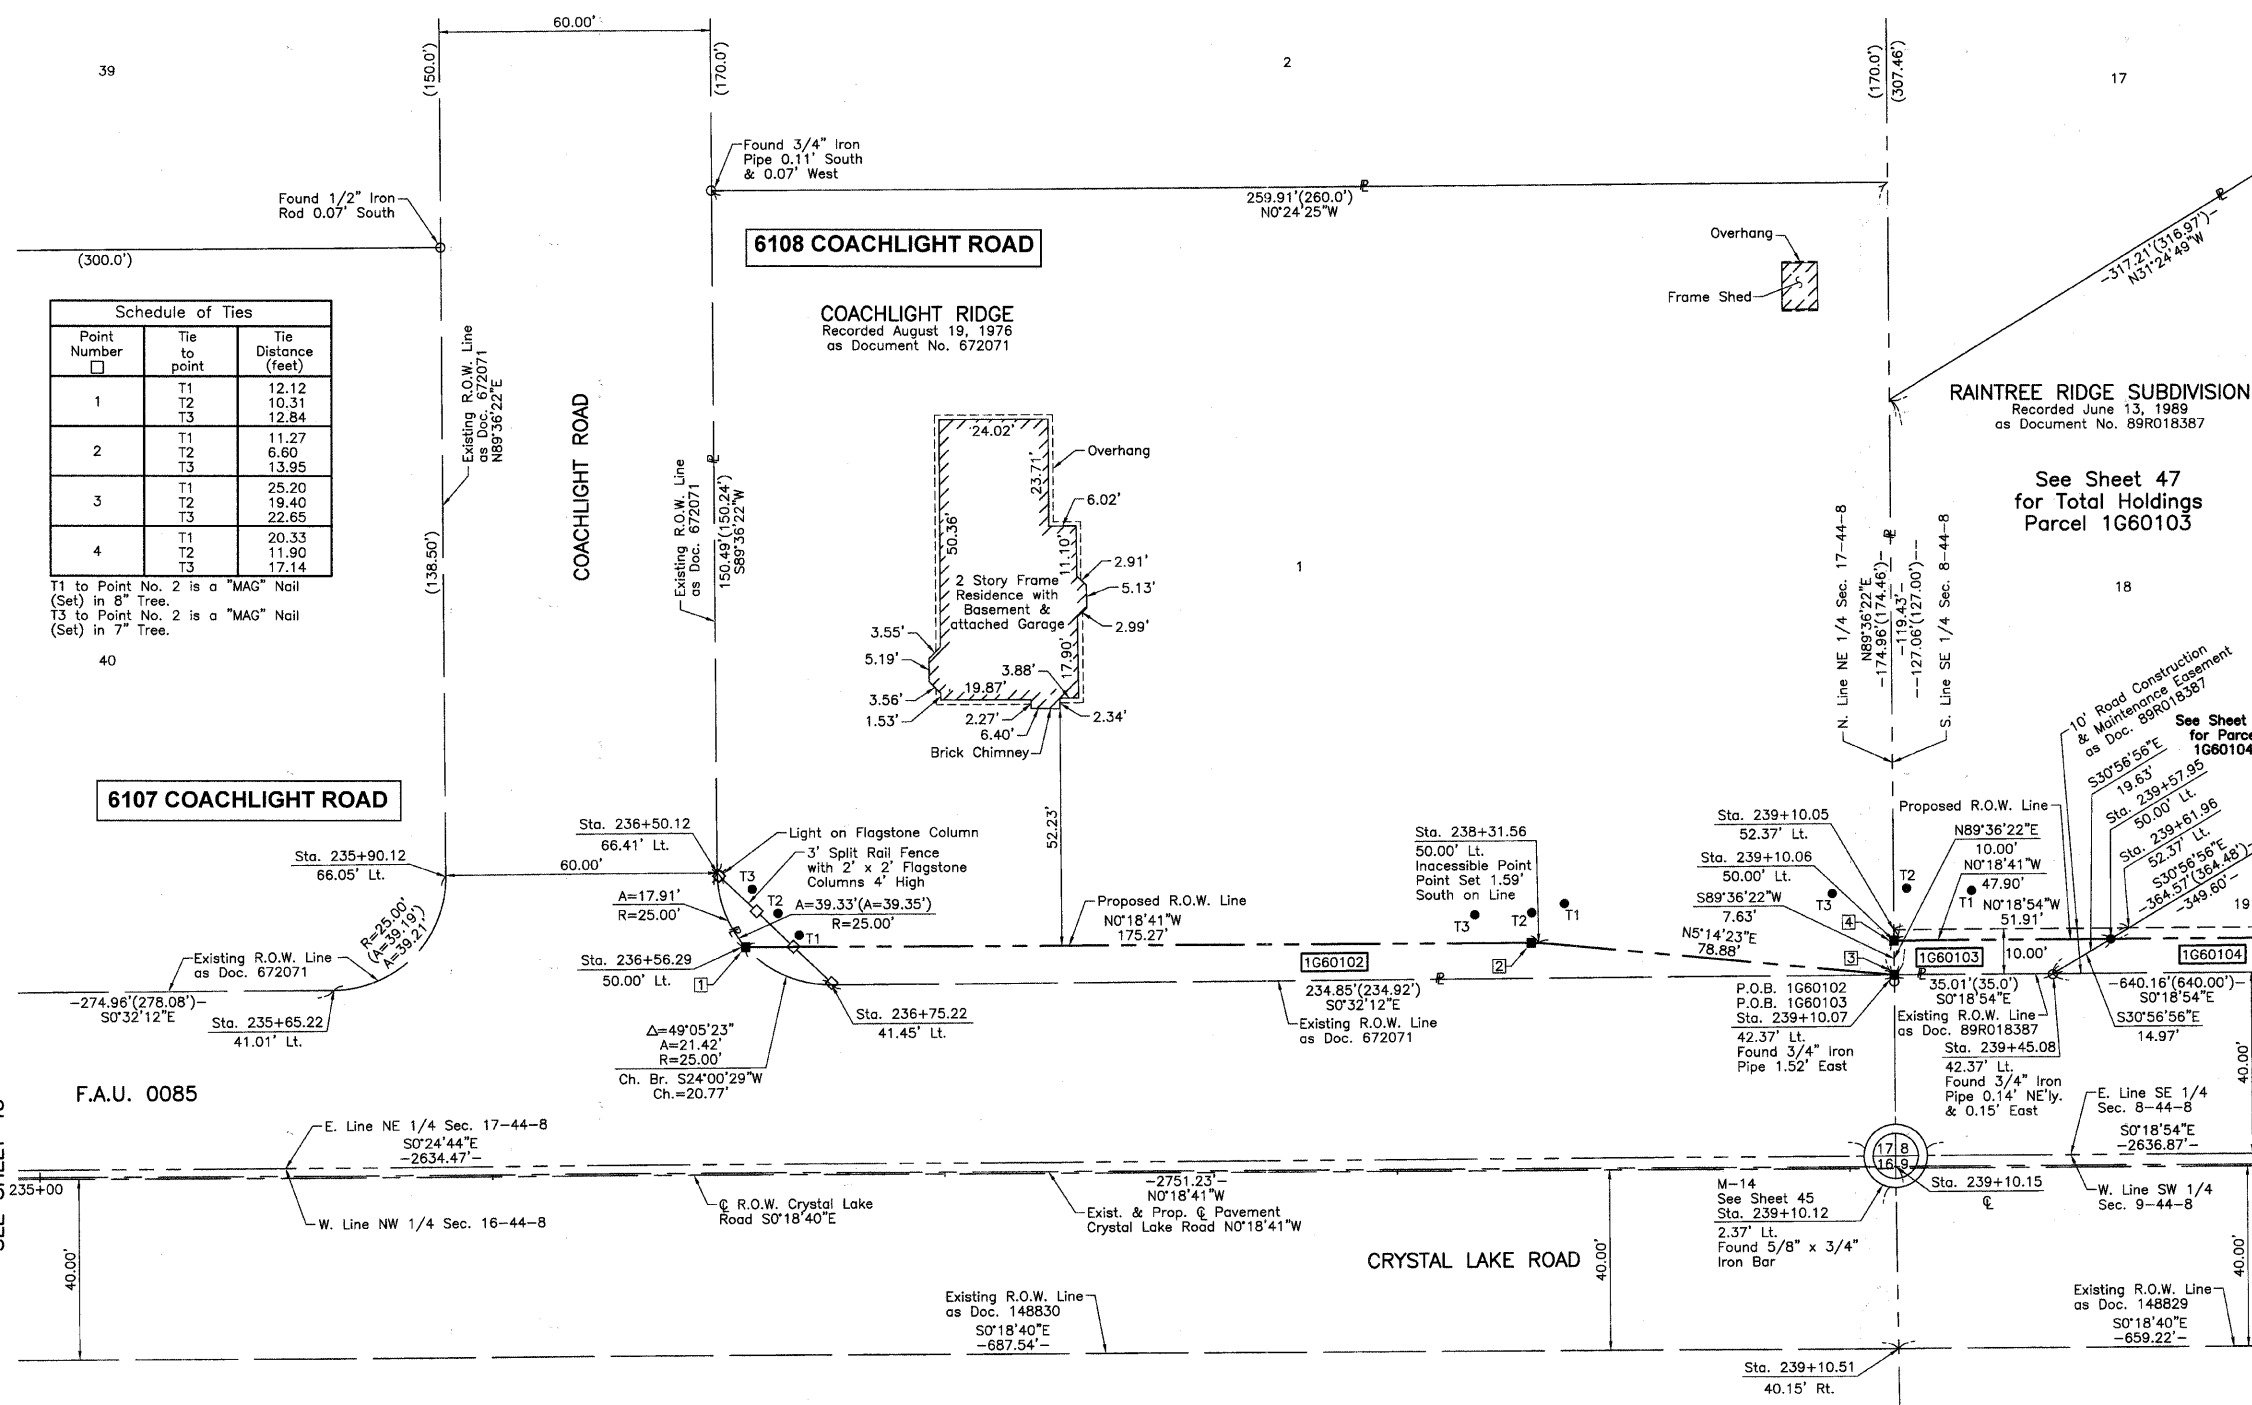 60.00'
39
(150.0')
(170.0')
2
(170.0')
(307.46')
17
Found 3/4" Iron
Pipe 0.11' South
& 0.07' West
Found 1/2" Iron
Rod 0.07' South
259.91'(260.0')
N0°24'25"W
(300.0')
6108 COACHLIGHT ROAD
Overhang
Frame Shed
-317.21'(316.97')-
N31°24'49"W
COACHLIGHT RIDGE
Recorded August 19, 1976
as Document No. 672071
Schedule of Ties
Point Number
Tie to point
Tie Distance (feet)
1
T1 12.12
T2 10.31
T3 12.84
2
T1 11.27
T2 6.60
T3 13.95
3
T1 25.20
T2 19.40
T3 22.65
4
T1 20.33
T2 11.90
T3 17.14
T1 to Point No. 2 is a "MAG" Nail
(Set) in 8" Tree.
T3 to Point No. 2 is a "MAG" Nail
(Set) in 7" Tree.
40
Existing R.O.W. Line
as Doc. 672071
N89°36'22"E
(138.50')
COACHLIGHT ROAD
Existing R.O.W. Line
as Doc. 672071
150.49'(150.24')
S89°36'22"W
24.02'
Overhang
23.71'
6.02'
50.36'
11.10'
2.91'
5.13'
2 Story Frame
Residence with
Basement &
attached Garage
2.99'
3.55'
5.19'
3.88'
17.90'
3.56'
19.87'
1.53'
2.27'
2.34'
6.40'
Brick Chimney
52.23'
1
RAINTREE RIDGE SUBDIVISION
Recorded June 13, 1989
as Document No. 89R018387
See Sheet 47
for Total Holdings
Parcel 1G60103
18
N. Line NE 1/4 Sec. 17-44-8
N89°36'22"E
-174.96'(174.46')-
-119.43'-
--127.06'(127.00')--
S. Line SE 1/4 Sec. 8-44-8
10' Road Construction
& Maintenance Easement
as Doc. 89R018387
See Sheet
for Parce
1G60104
S30°56'56"E
19.63'
Sta. 239+57.95
50.00' Lt.
Sta. 239+61.96
52.37' Lt.
S30°56'56"E
-364.57'(364.48')-
-349.60'-
19
6107 COACHLIGHT ROAD
Sta. 235+90.12
66.05' Lt.
60.00'
Sta. 236+50.12
66.41' Lt.
Light on Flagstone Column
3' Split Rail Fence
with 2' x 2' Flagstone
Columns 4' High
T3
T2
T1
A=17.91'
R=25.00'
A=39.33'(A=39.35')
R=25.00'
R=25.00'
(A=39.19')
A=39.21'
Existing R.O.W. Line
as Doc. 672071
-274.96'(278.08')-
S0°32'12"E
Sta. 235+65.22
41.01' Lt.
Sta. 236+56.29
50.00' Lt.
1
Proposed R.O.W. Line
N0°18'41"W
175.27'
Sta. 238+31.56
50.00' Lt.
Inacessible Point
Point Set 1.59'
South on Line
T3
T2
T1
2
1G60102
Sta. 239+10.05
52.37' Lt.
Sta. 239+10.06
50.00' Lt.
S89°36'22"W
7.63'
N5°14'23"E
78.88'
T3
T2
T1
4
3
Proposed R.O.W. Line
N89°36'22"E
10.00'
N0°18'41"W
47.90'
N0°18'54"W
51.91'
1G60103
10.00'
1G60104
234.85'(234.92')
S0°32'12"E
Existing R.O.W. Line
as Doc. 672071
Sta. 236+75.22
41.45' Lt.
Δ=49°05'23"
A=21.42'
R=25.00'
Ch. Br. S24°00'29"W
Ch.=20.77'
P.O.B. 1G60102
P.O.B. 1G60103
Sta. 239+10.07
42.37' Lt.
Found 3/4" Iron
Pipe 1.52' East
35.01'(35.0')
S0°18'54"E
Existing R.O.W. Line
as Doc. 89R018387
Sta. 239+45.08
42.37' Lt.
Found 3/4" Iron
Pipe 0.14' NE'ly.
& 0.15' East
-640.16'(640.00')-
S0°18'54"E
S30°56'56"E
14.97'
40.00'
F.A.U. 0085
E. Line NE 1/4 Sec. 17-44-8
S0°24'44"E
-2634.47'-
E. Line SE 1/4
Sec. 8-44-8
S0°18'54"E
-2636.87'-
17 8
16 9
235+00
W. Line NW 1/4 Sec. 16-44-8
℄ R.O.W. Crystal Lake
Road S0°18'40"E
-2751.23'-
N0°18'41"W
Exist. & Prop. ℄ Pavement
Crystal Lake Road N0°18'41"W
M-14
See Sheet 45
Sta. 239+10.12
2.37' Lt.
Found 5/8" x 3/4"
Iron Bar
Sta. 239+10.15
℄
W. Line SW 1/4
Sec. 9-44-8
40.00'
CRYSTAL LAKE ROAD
40.00'
40.00'
Existing R.O.W. Line
as Doc. 148830
S0°18'40"E
-687.54'-
Existing R.O.W. Line
as Doc. 148829
S0°18'40"E
-659.22'-
Sta. 239+10.51
40.15' Rt.